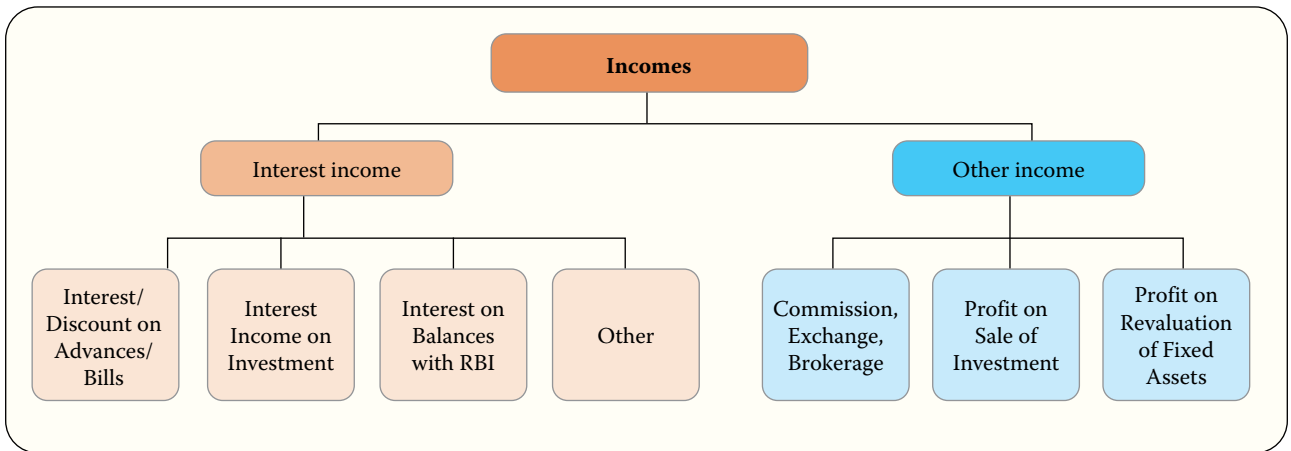 Incomes
Interest income
Other income
Interest/
Discount on
Advances/
Bills
Interest
Income on
Investment
Interest on
Balances
with RBI
Other
Commission,
Exchange,
Brokerage
Profit on
Sale of
Investment
Profit on
Revaluation
of Fixed
Assets